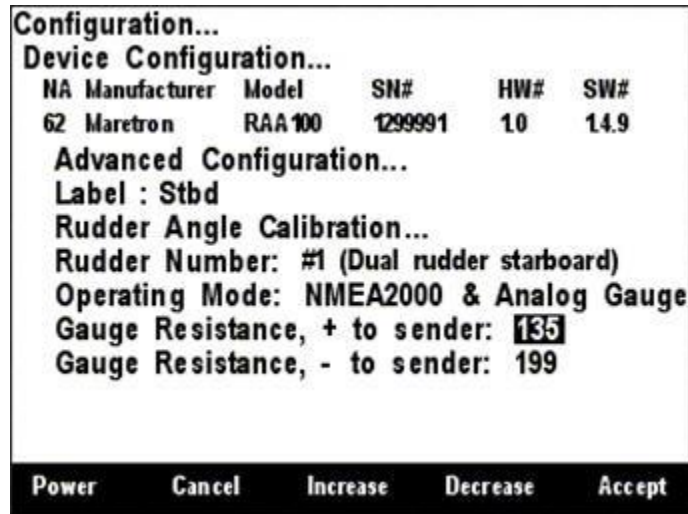 Configuration...
Device Configuration...
NA Manufacturer Model SN# HW# SW#
62 Maretron RAA100 1299991 1.0 1.4.9
Advanced Configuration...
Label : Stbd
Rudder Angle Calibration...
Rudder Number: #1 (Dual rudder starboard)
Operating Mode: NMEA2000 & Analog Gauge
Gauge Resistance, + to sender: 135
Gauge Resistance, - to sender: 199
Power Cancel Increase Decrease Accept